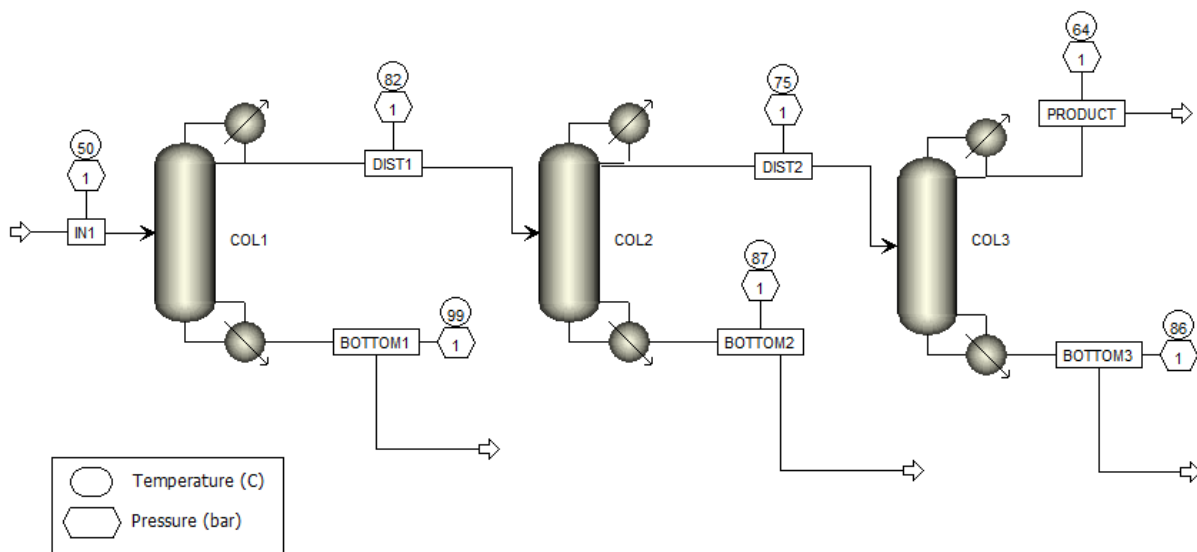 64
1
PRODUCT
82
1
DIST1
75
1
DIST2
50
1
IN1
COL1
COL2
COL3
99
1
BOTTOM1
87
1
BOTTOM2
86
1
BOTTOM3
Temperature (C)
Pressure (bar)